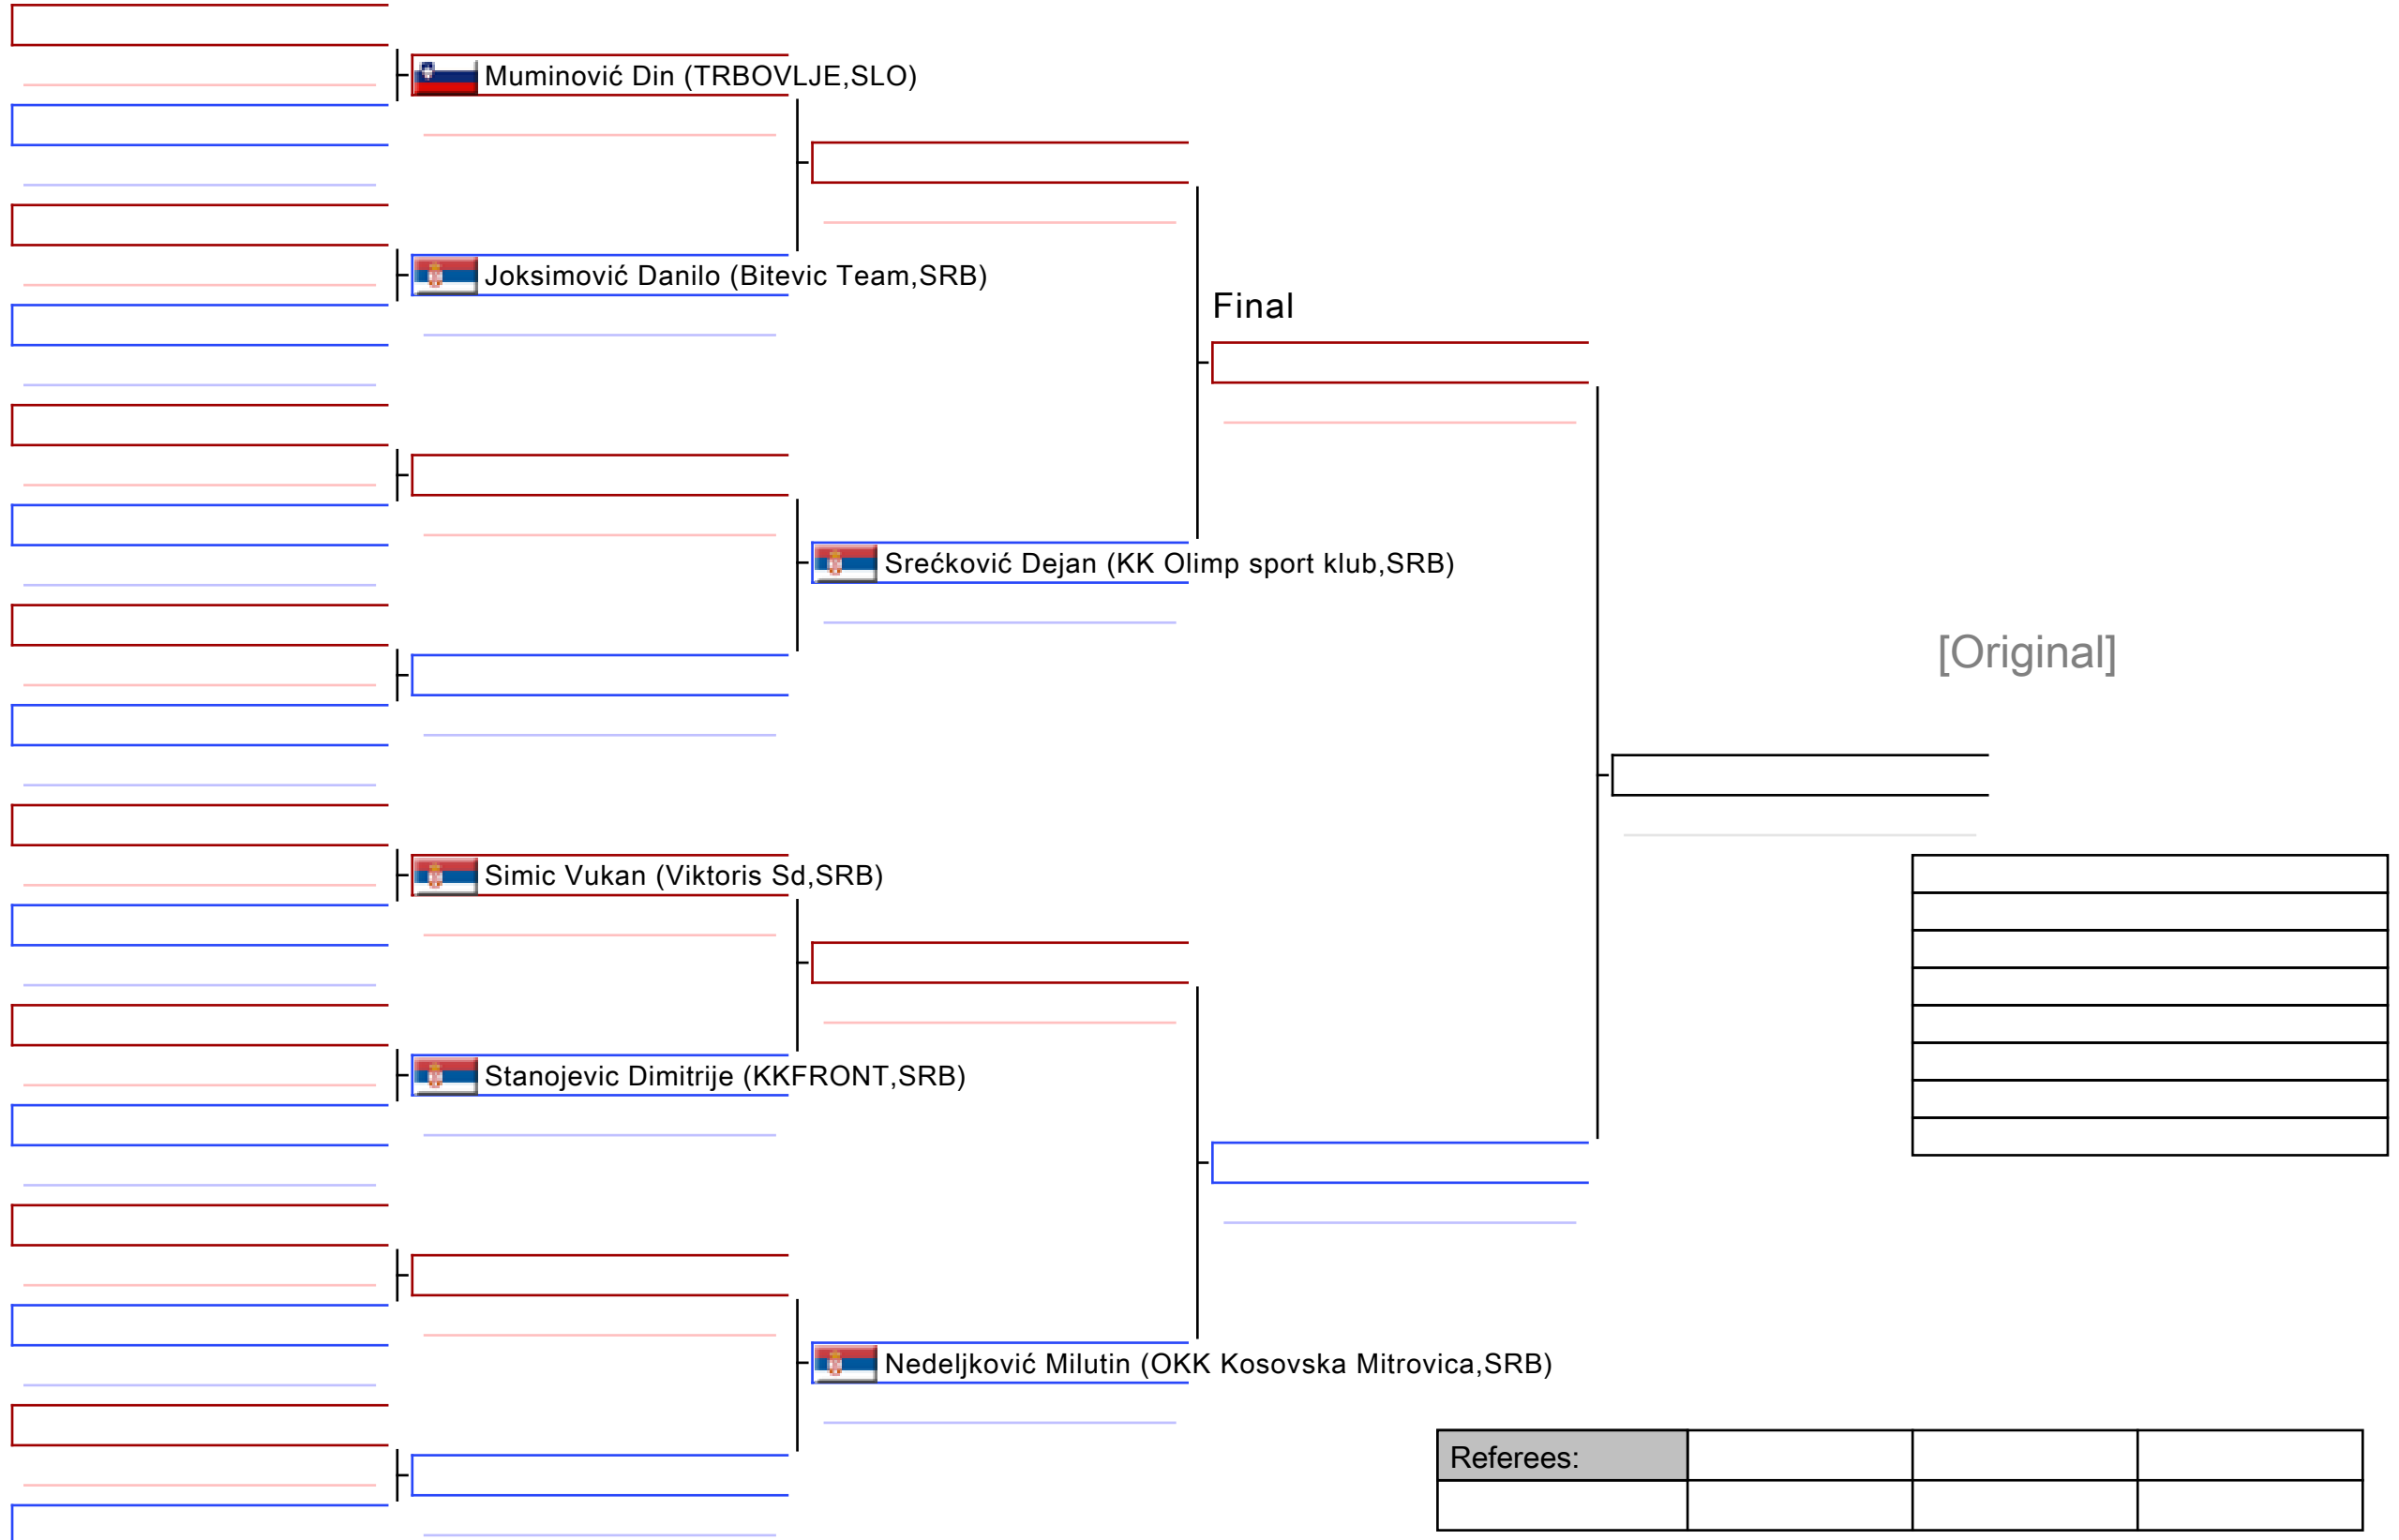 Muminović Din (TRBOVLJE,SLO)
Joksimović Danilo (Bitevic Team,SRB)
Final
Srećković Dejan (KK Olimp sport klub,SRB)
[Original]
Simic Vukan (Viktoris Sd,SRB)
Stanojevic Dimitrije (KKFRONT,SRB)
Nedeljković Milutin (OKK Kosovska Mitrovica,SRB)
Referees: